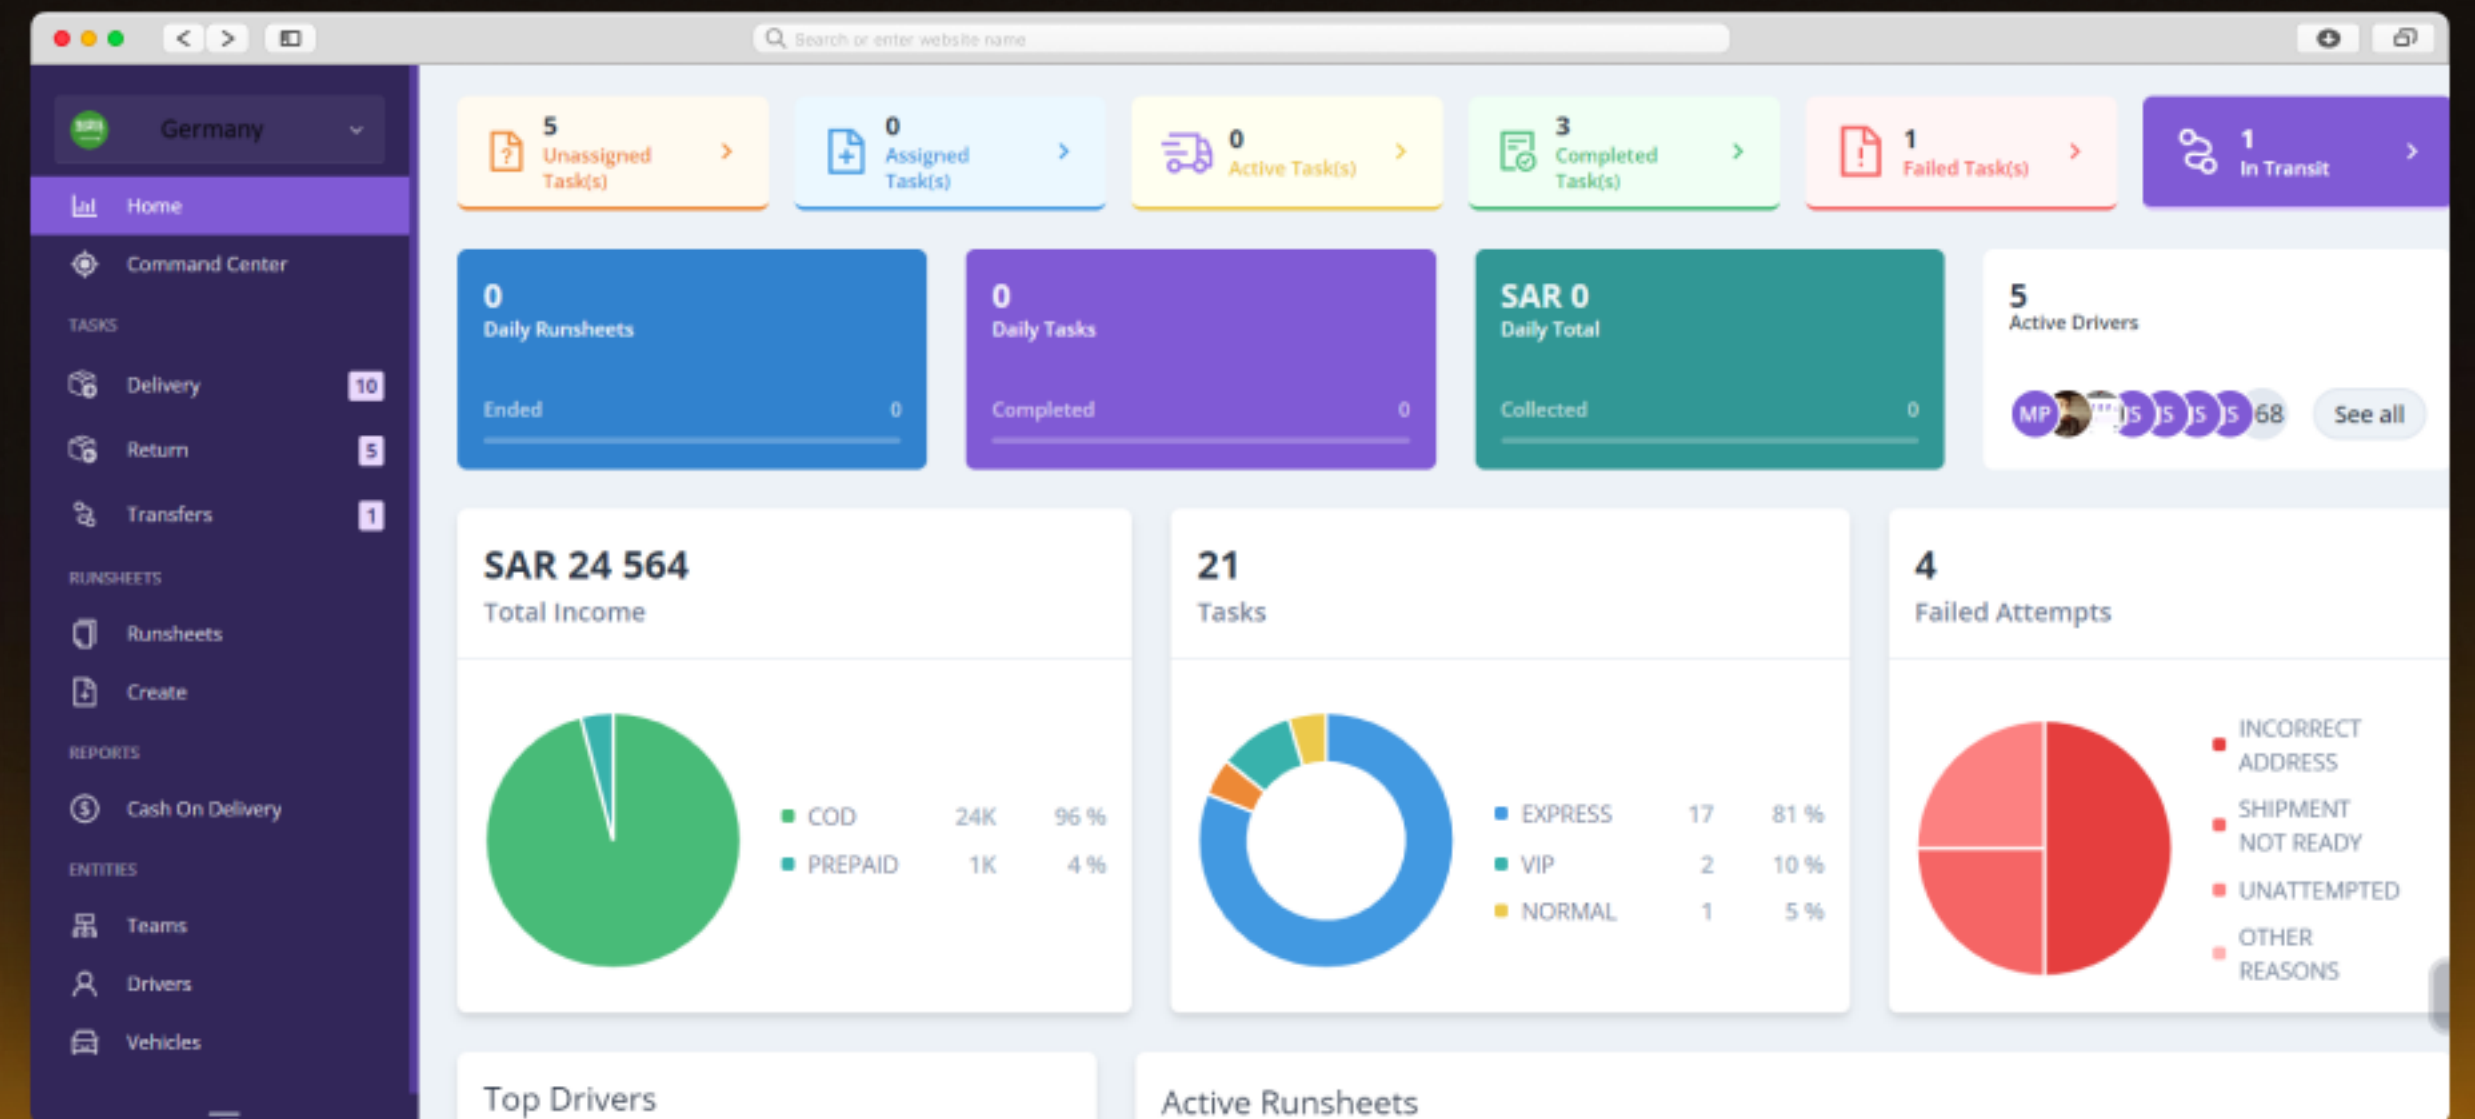 Search or enter website name
Germany
Home
Command Center
TASKS
Delivery 10
Return 5
Transfers 1
RUNSHEETS
Runsheets
Create
REPORTS
Cash On Delivery
ENTITIES
Teams
Drivers
Vehicles
5
Unassigned
Task(s)
0
Assigned
Task(s)
0
Active Task(s)
3
Completed
Task(s)
1
Failed Task(s)
1
In Transit
0
Daily Runsheets
Ended 0
0
Daily Tasks
Completed 0
SAR 0
Daily Total
Collected 0
5
Active Drivers
MP JS JS JS JS 68 See all
SAR 24 564
Total Income
COD 24K 96 %
PREPAID 1K 4 %
21
Tasks
EXPRESS 17 81 %
VIP 2 10 %
NORMAL 1 5 %
4
Failed Attempts
INCORRECT
ADDRESS
SHIPMENT
NOT READY
UNATTEMPTED
OTHER
REASONS
Top Drivers
Active Runsheets